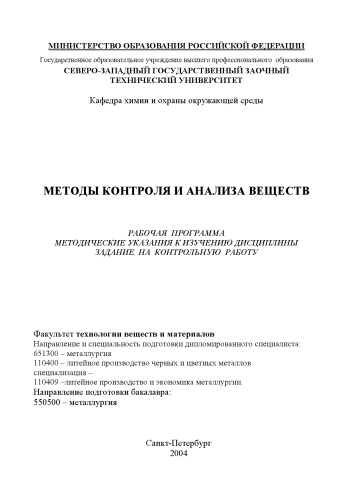 МИНИСТЕРСТВО ОБРАЗОВАНИЯ РОССИЙСКОЙ ФЕДЕРАЦИИ
Государственное образовательное учреждение высшего профессионального образования
СЕВЕРО-ЗАПАДНЫЙ ГОСУДАРСТВЕННЫЙ ЗАОЧНЫЙ
ТЕХНИЧЕСКИЙ УНИВЕРСИТЕТ
Кафедра химии и охраны окружающей среды
МЕТОДЫ КОНТРОЛЯ И АНАЛИЗА ВЕЩЕСТВ
РАБОЧАЯ ПРОГРАММА
МЕТОДИЧЕСКИЕ УКАЗАНИЯ К ИЗУЧЕНИЮ ДИСЦИПЛИНЫ
ЗАДАНИЕ НА КОНТРОЛЬНУЮ РАБОТУ
Факультет технологии веществ и материалов
Направление и специальность подготовки дипломированного специалиста:
651300 – металлургия
110400 – литейное производство черных и цветных металлов
специализация –
110409 –литейное производство и экономика металлургии
Направление подготовки бакалавра:
550500 – металлургия
Санкт-Петербург
2004